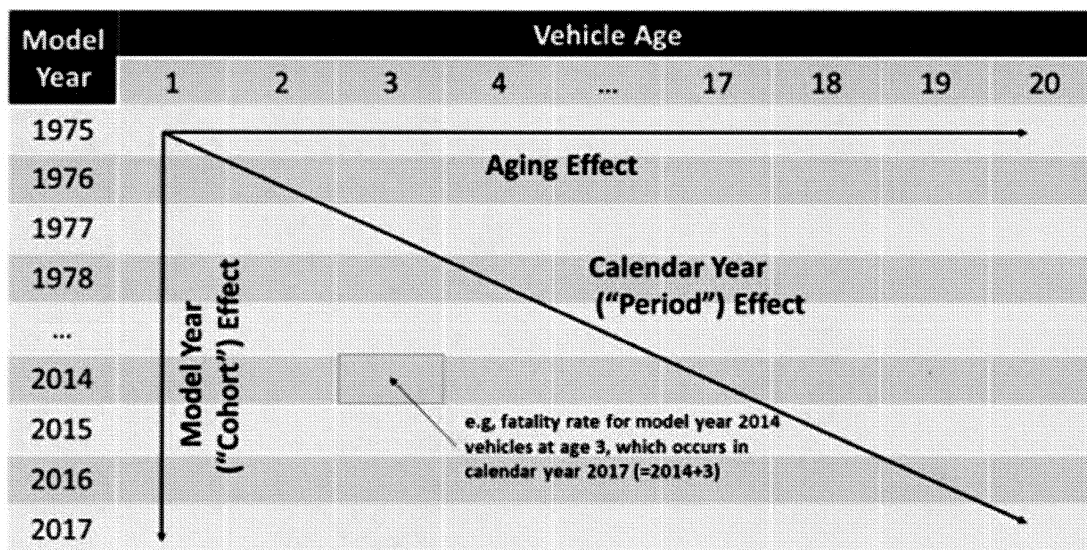 Model Year
Vehicle Age
1 2 3 4 ... 17 18 19 20
1975
1976
1977
1978
...
2014
2015
2016
2017
Aging Effect
Calendar Year
("Period") Effect
Model Year
("Cohort") Effect
e.g, fatality rate for model year 2014
vehicles at age 3, which occurs in
calendar year 2017 (=2014+3)